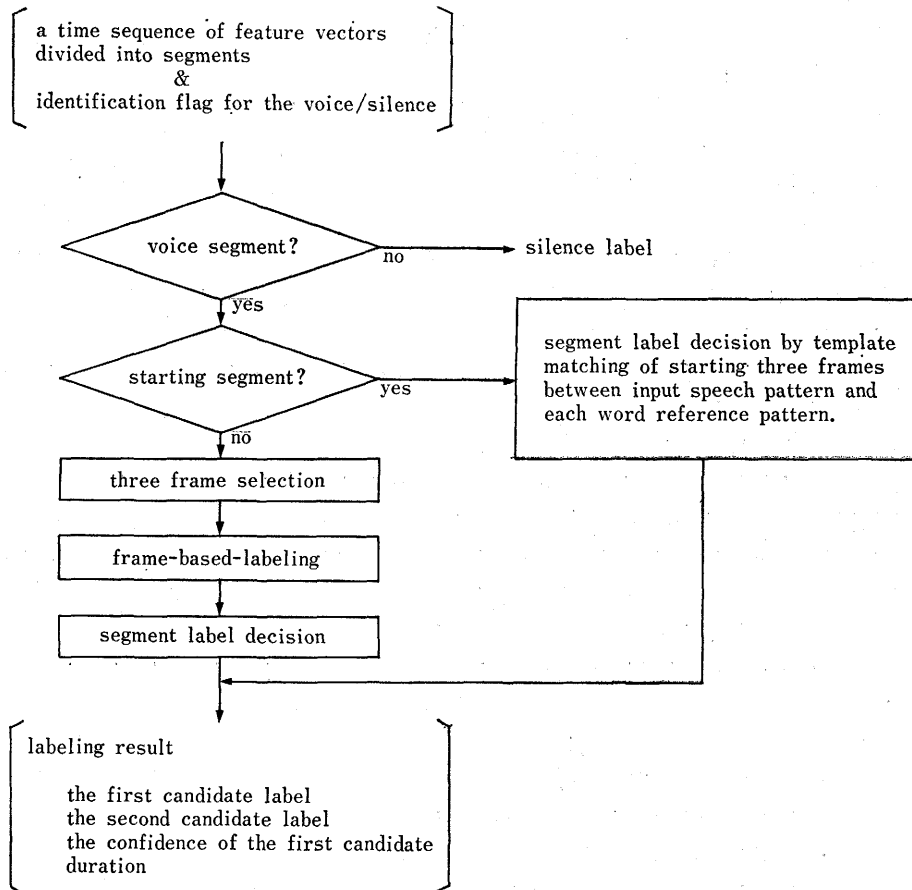 a time sequence of feature vectors
divided into segments
&
identification flag for the voice/silence
voice segment?
no
silence label
yes
starting segment?
yes
segment label decision by template
matching of starting three frames
between input speech pattern and
each word reference pattern.
no
three frame selection
frame-based-labeling
segment label decision
labeling result
the first candidate label
the second candidate label
the confidence of the first candidate
duration